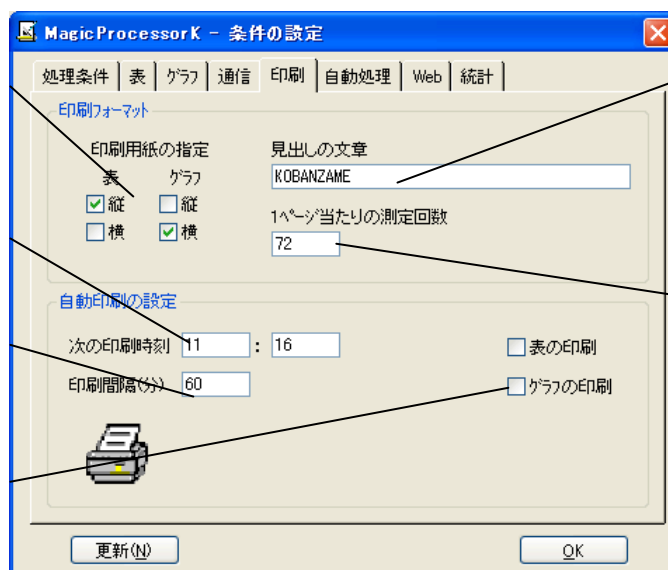 MagicProcessorK - 条件の設定
処理条件 表 グラフ 通信 印刷 自動処理 Web 統計
印刷フォーマット
印刷用紙の指定 見出しの文章
表 グラフ KOBANZAME
縦 縦 1ページ当たりの測定回数
横 横 72
自動印刷の設定
次の印刷時刻 11 : 16 表の印刷
印刷間隔(分) 60 グラフの印刷
更新(N) OK